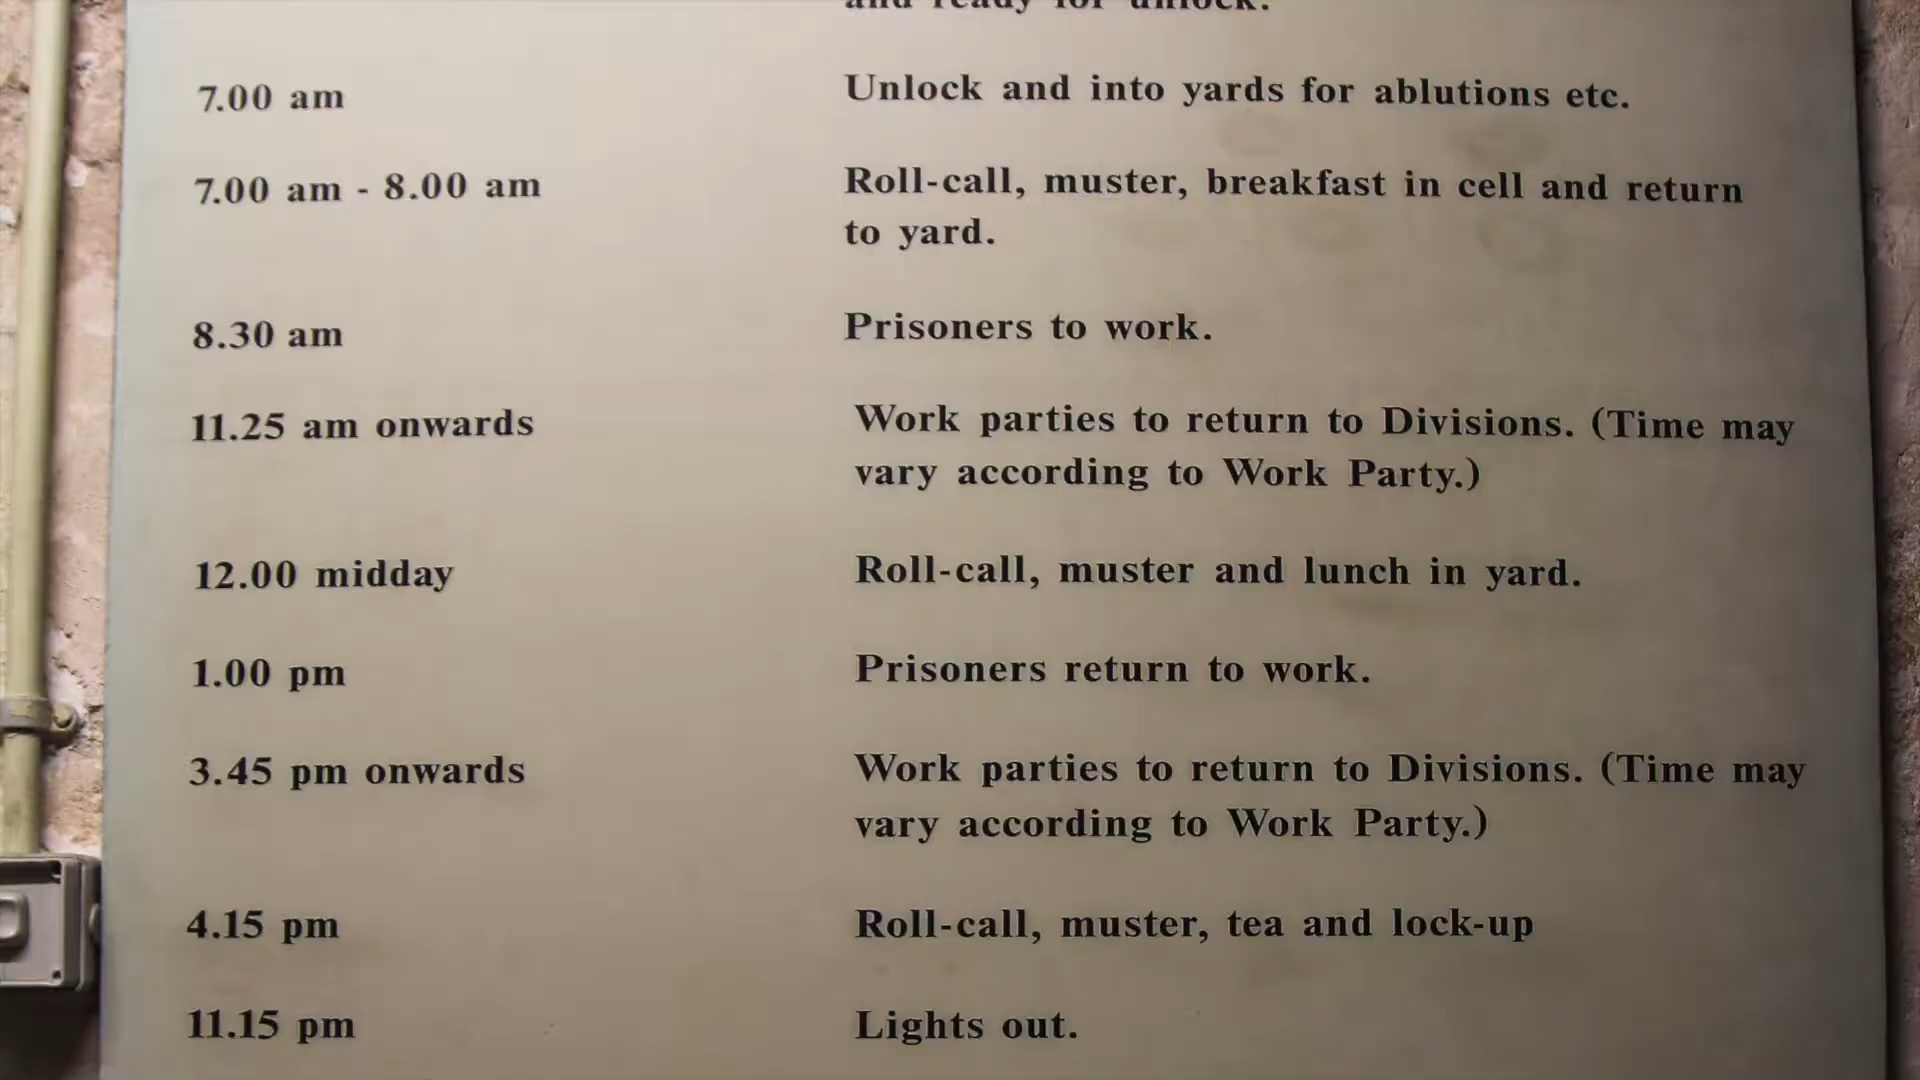 and ready for unlock.
7.00 am Unlock and into yards for ablutions etc.
7.00 am - 8.00 am Roll-call, muster, breakfast in cell and return
to yard.
8.30 am Prisoners to work.
11.25 am onwards Work parties to return to Divisions. (Time may
vary according to Work Party.)
12.00 midday Roll-call, muster and lunch in yard.
1.00 pm Prisoners return to work.
3.45 pm onwards Work parties to return to Divisions. (Time may
vary according to Work Party.)
4.15 pm Roll-call, muster, tea and lock-up
11.15 pm Lights out.